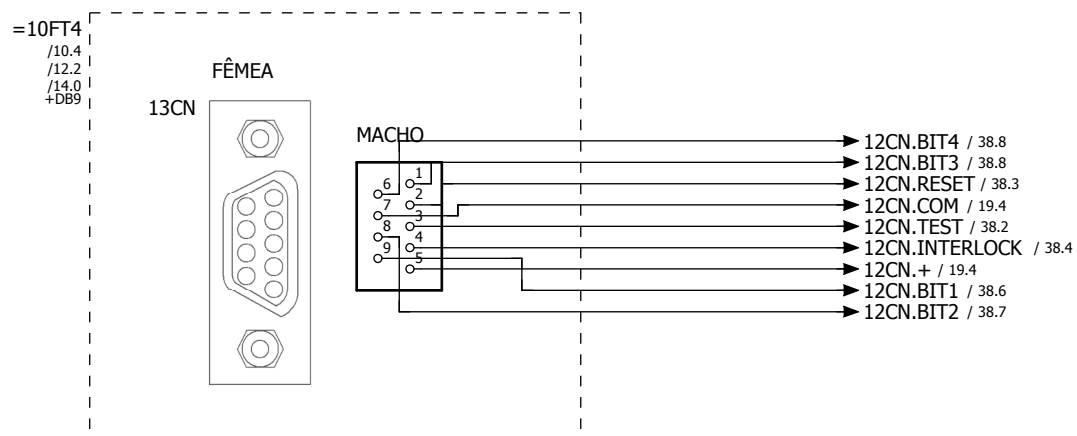 =10FT4
/10.4
/12.2
/14.0
+DB9
FÊMEA
13CN
MACHO
1
6
2
7
3
8
4
9
5
12CN.BIT4 / 38.8
12CN.BIT3 / 38.8
12CN.RESET / 38.3
12CN.COM / 19.4
12CN.TEST / 38.2
12CN.INTERLOCK / 38.4
12CN.+ / 19.4
12CN.BIT1 / 38.6
12CN.BIT2 / 38.7